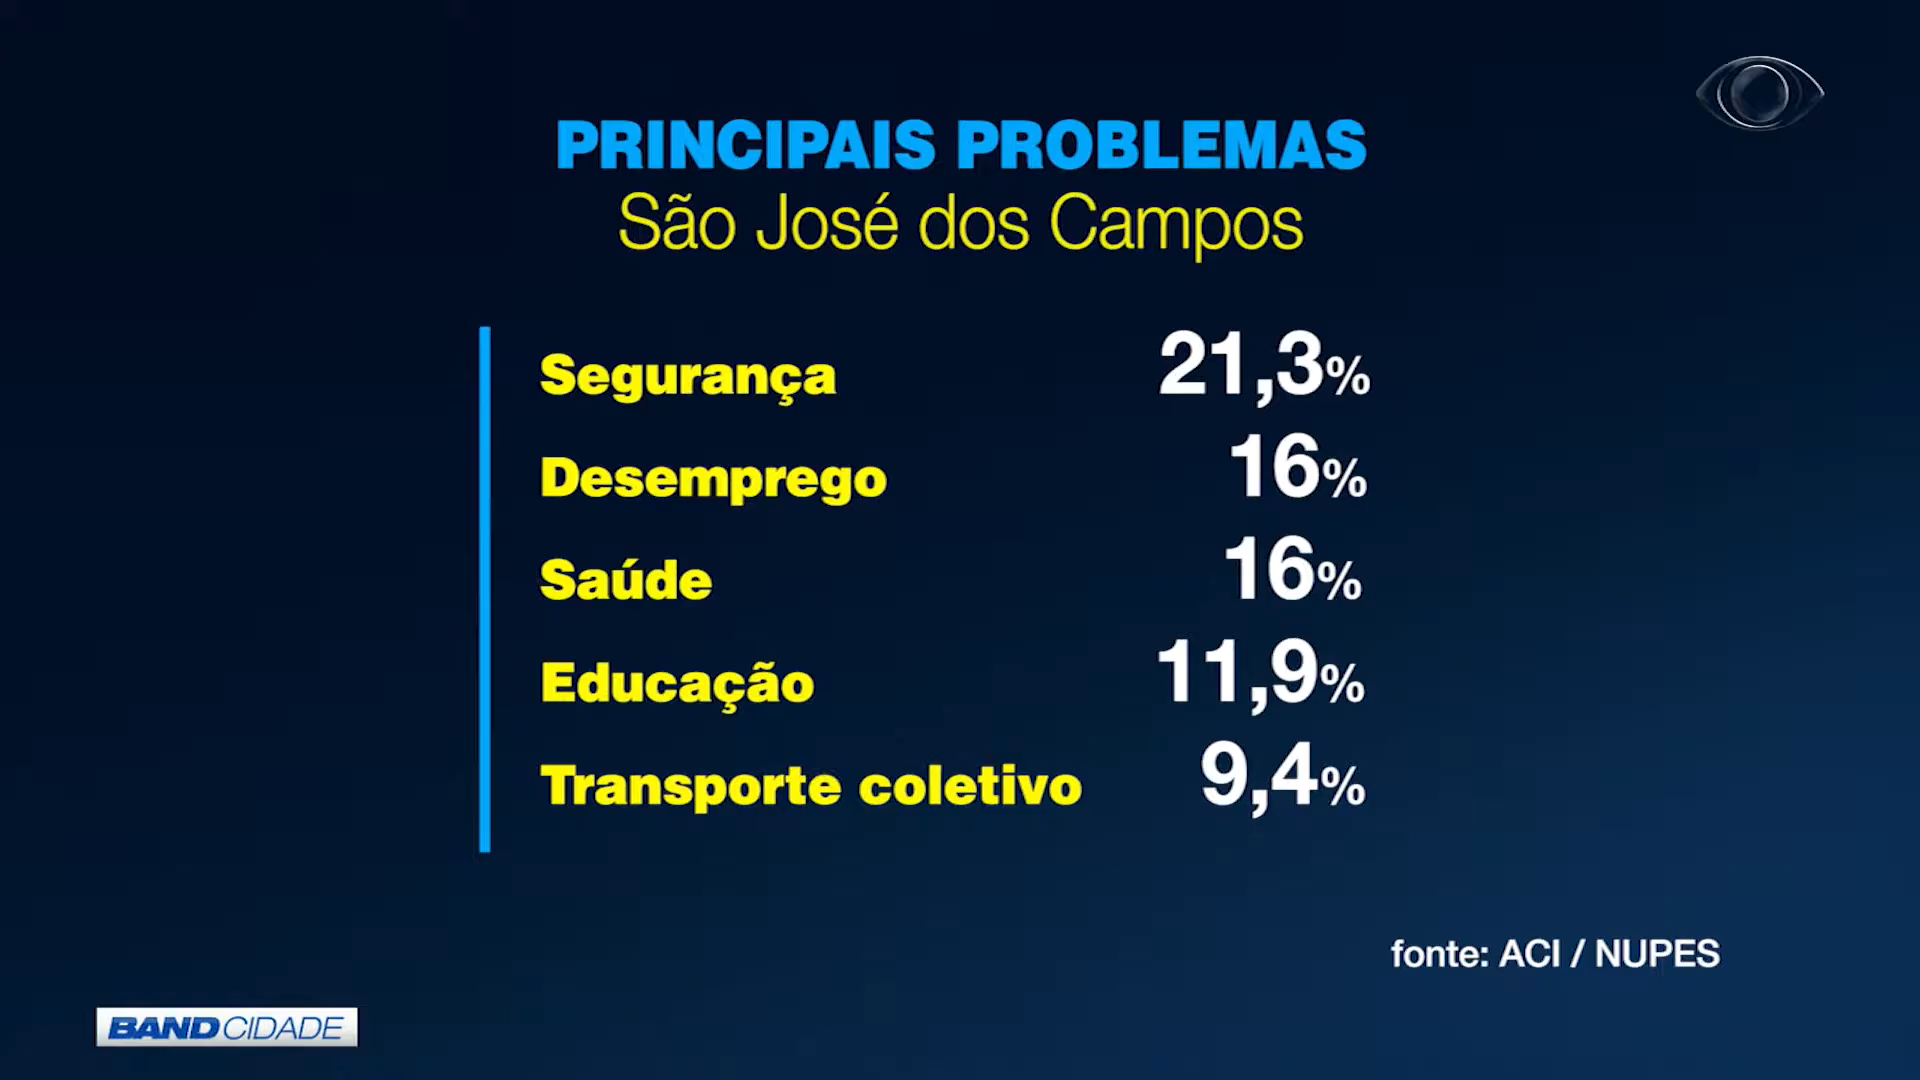 PRINCIPAIS PROBLEMAS
São José dos Campos
Segurança 21,3%
Desemprego 16%
Saúde 16%
Educação 11,9%
Transporte coletivo 9,4%
fonte: ACI / NUPES
BAND CIDADE